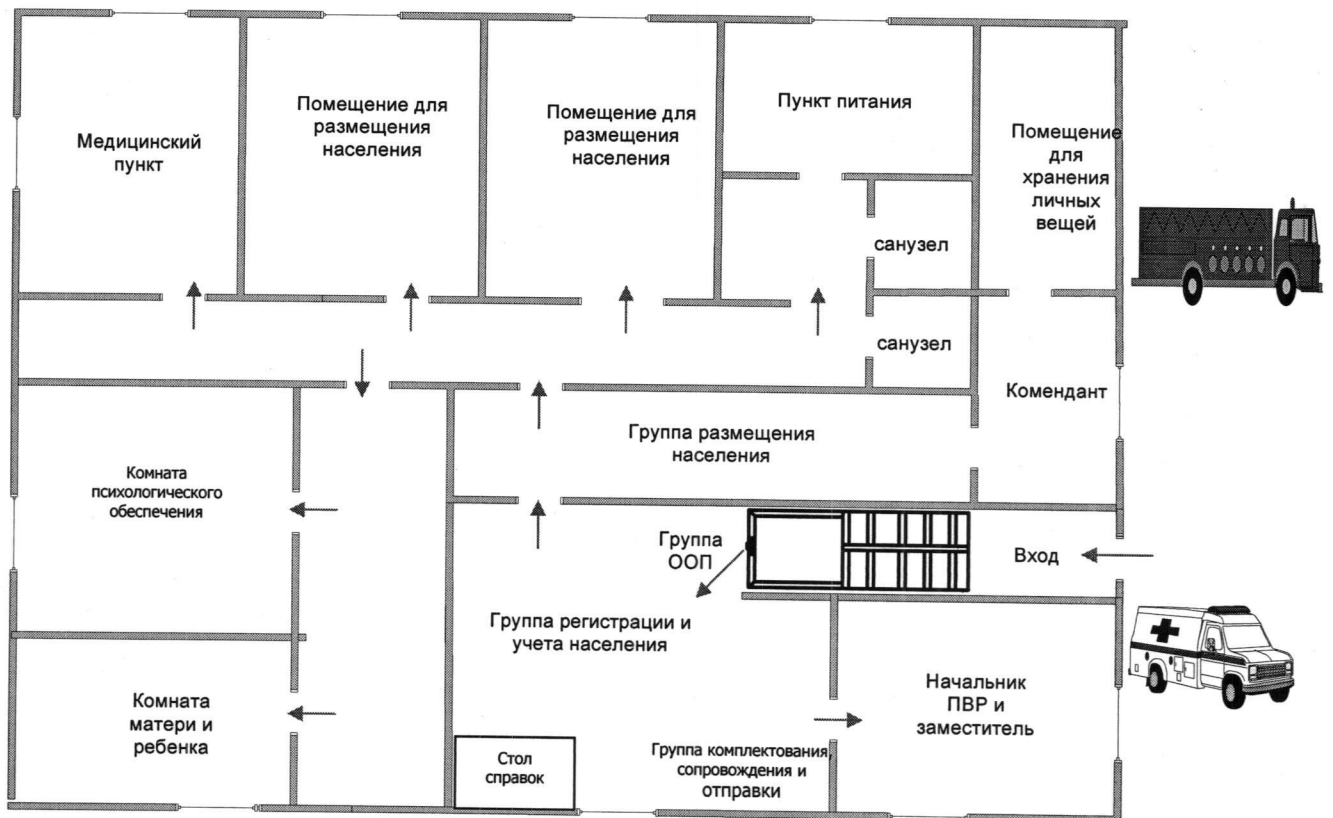 Медицинский
пункт
Помещение для
размещения
населения
Помещение для
размещения
населения
Пункт питания
Помещение
для
хранения
личных
вещей
санузел
санузел
Комендант
Группа размещения
населения
Комната
психологического
обеспечения
Группа
ООП
Вход
Группа регистрации и
учета населения
Комната
матери и
ребенка
Начальник
ПВР и
заместитель
Стол
справок
Группа комплектования,
сопровождения и
отправки